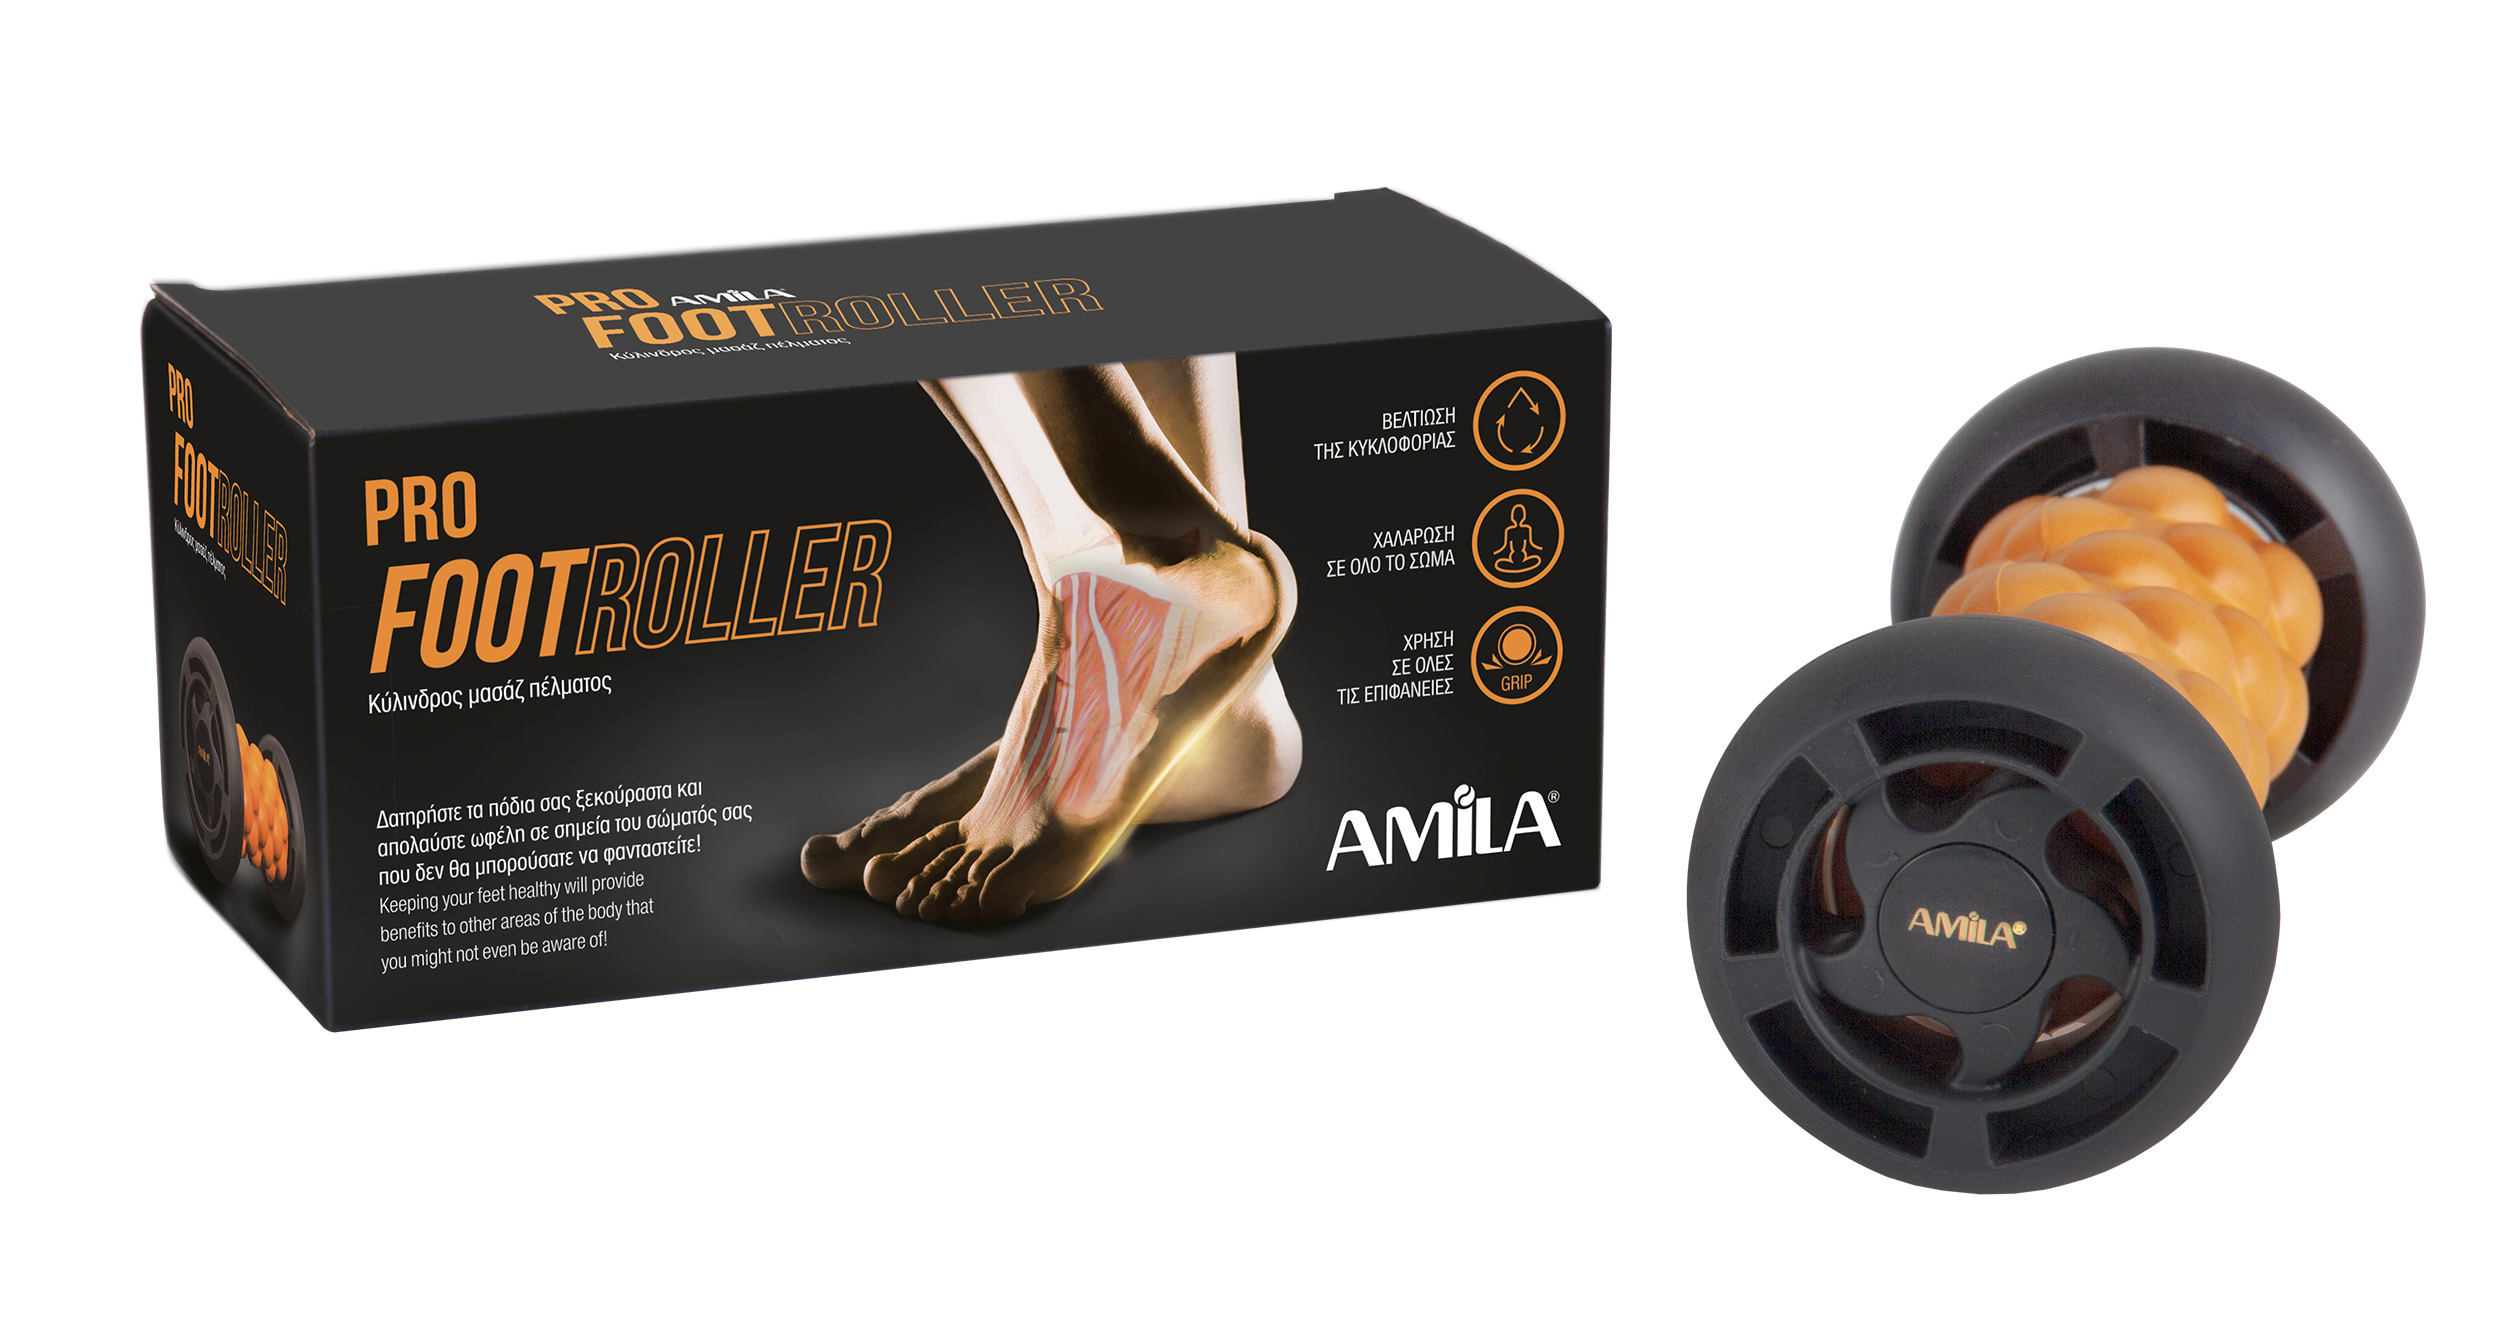 PRO AMILA®
FOOTROLLER
Κύλινδρος μασάζ πέλματος
PRO
FOOTROLLER
Κύλινδρος μασάζ πέλματος
AMILA
PRO
FOOTROLLER
Κύλινδρος μασάζ πέλματος
Δατηρήστε τα πόδια σας ξεκούραστα και
απολαύστε ωφέλη σε σημεία του σώματός σας
που δεν θα μπορούσατε να φανταστείτε!
Keeping your feet healthy will provide
benefits to other areas of the body that
you might not even be aware of!
ΒΕΛΤΙΩΣΗ
ΤΗΣ ΚΥΚΛΟΦΟΡΙΑΣ
ΧΑΛΑΡΩΣΗ
ΣΕ ΟΛΟ ΤΟ ΣΩΜΑ
ΧΡΗΣΗ
ΣΕ ΟΛΕΣ
ΤΙΣ ΕΠΙΦΑΝΕΙΕΣ
GRIP
AMiLA®
AMiLA®